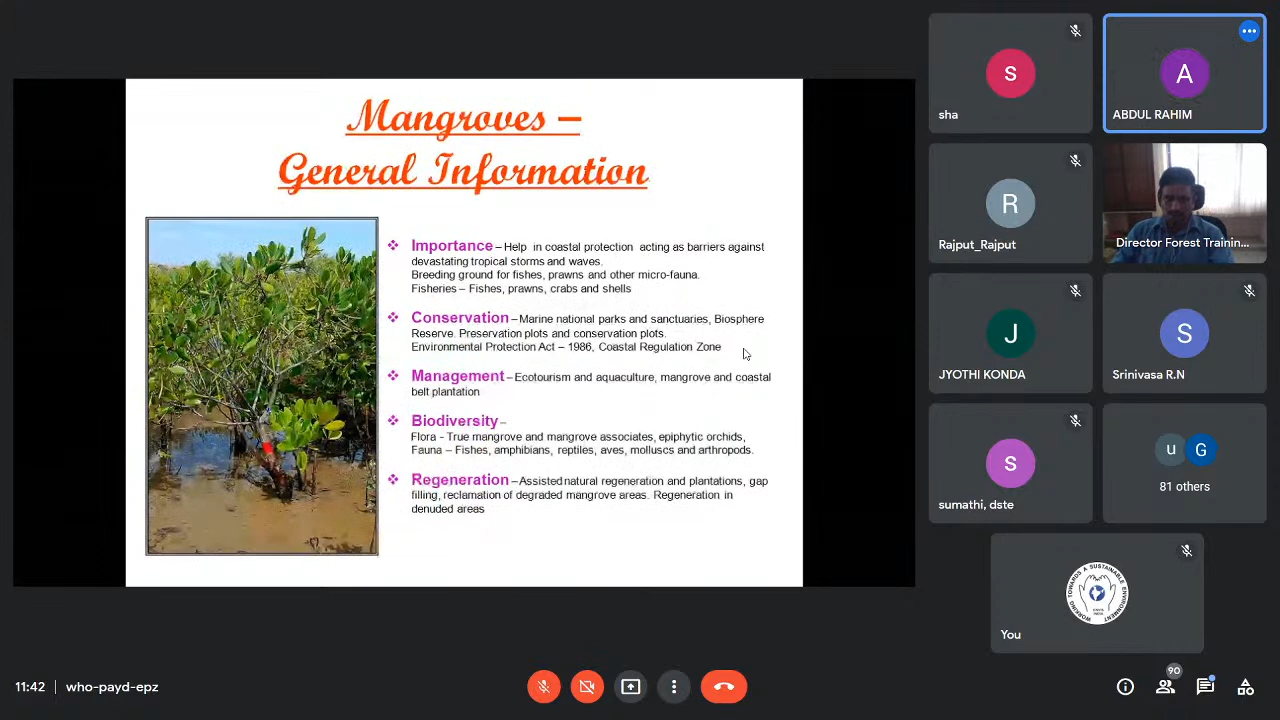 Mangroves –
General Information
Importance – Help in coastal protection acting as barriers against
devastating tropical storms and waves.
Breeding ground for fishes, prawns and other micro-fauna.
Fisheries – Fishes, prawns, crabs and shells
Conservation – Marine national parks and sanctuaries, Biosphere
Reserve. Preservation plots and conservation plots.
Environmental Protection Act – 1986, Coastal Regulation Zone
Management – Ecotourism and aquaculture, mangrove and coastal
belt plantation
Biodiversity –
Flora - True mangrove and mangrove associates, epiphytic orchids,
Fauna – Fishes, amphibians, reptiles, aves, molluscs and arthropods.
Regeneration – Assisted natural regeneration and plantations, gap
filling, reclamation of degraded mangrove areas. Regeneration in
denuded areas
s
sha
A
ABDUL RAHIM
R
Rajput_Rajput
Director Forest Trainin...
J
JYOTHI KONDA
S
Srinivasa R.N
s
sumathi, dste
u
G
81 others
WORKING TOWARDS A SUSTAINABLE ENVIRONMENT
ENVIS
INDIA
You
11:42
who-payd-epz
90